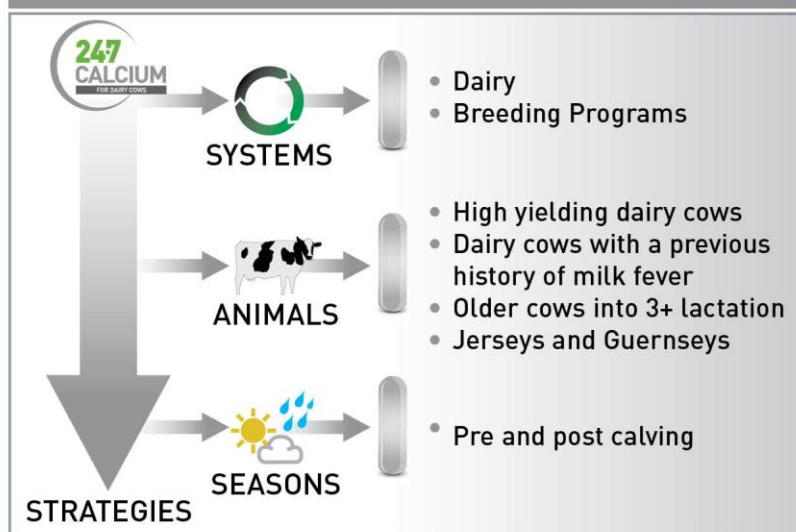 24·7
CALCIUM
FOR DAIRY COWS
SYSTEMS
• Dairy
• Breeding Programs
ANIMALS
• High yielding dairy cows
• Dairy cows with a previous
history of milk fever
• Older cows into 3+ lactation
• Jerseys and Guernseys
SEASONS
• Pre and post calving
STRATEGIES